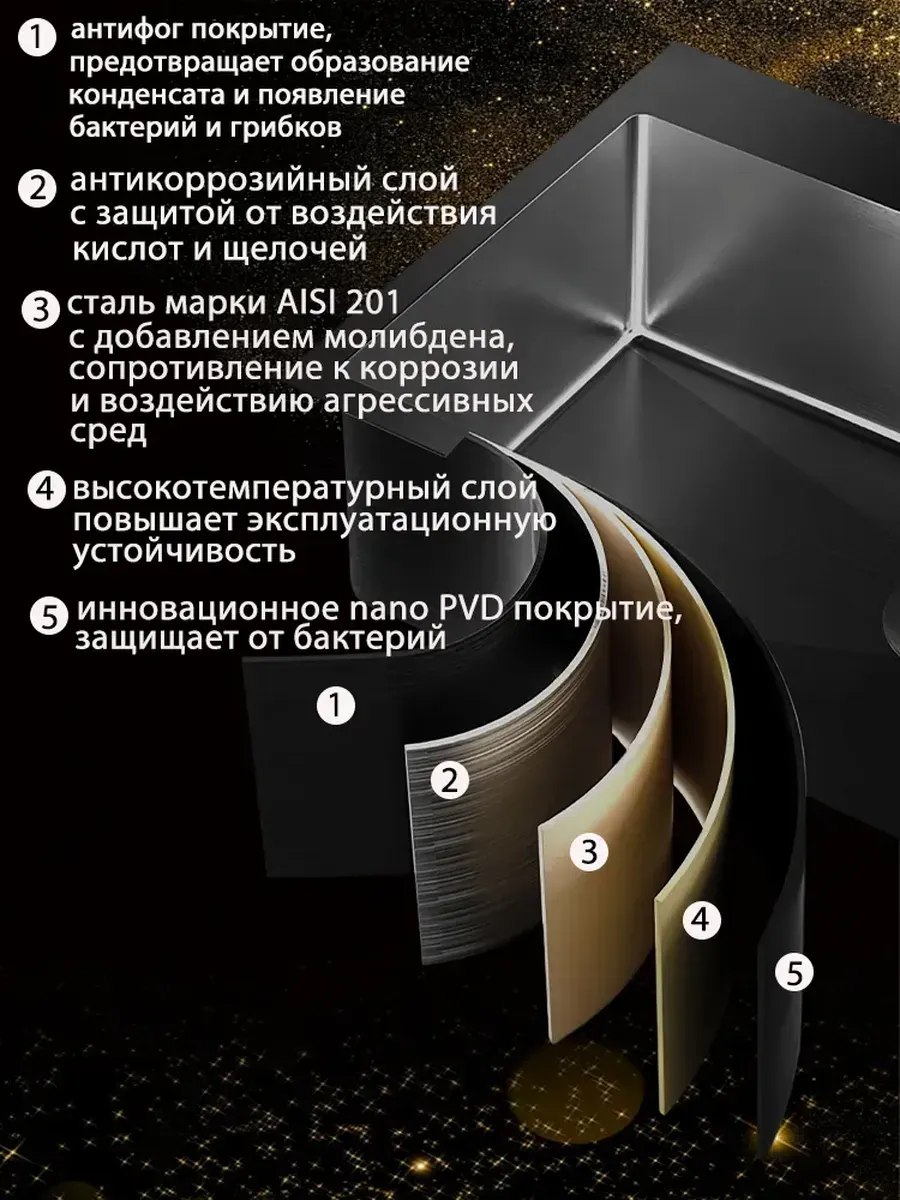 1 антифог покрытие,
предотвращает образование
конденсата и появление
бактерий и грибков
2 антикоррозийный слой
с защитой от воздействия
кислот и щелочей
3 сталь марки AISI 201
с добавлением молибдена,
сопротивление к коррозии
и воздействию агрессивных
сред
4 высокотемпературный слой
повышает эксплуатационную
устойчивость
5 инновационное nano PVD покрытие,
защищает от бактерий
1
2
3
4
5